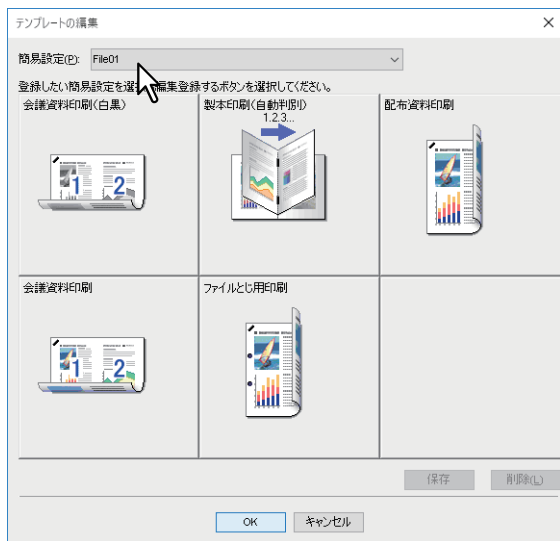 テンプレートの編集
簡易設定(P): File01
登録したい簡易設定を選 編集登録するボタンを選択してください。
会議資料印刷(白黒)
製本印刷(自動判別)
配布資料印刷
1.2.3...
1 2
会議資料印刷
ファイルとじ用印刷
1 2
保存
削除(L)
OK
キャンセル